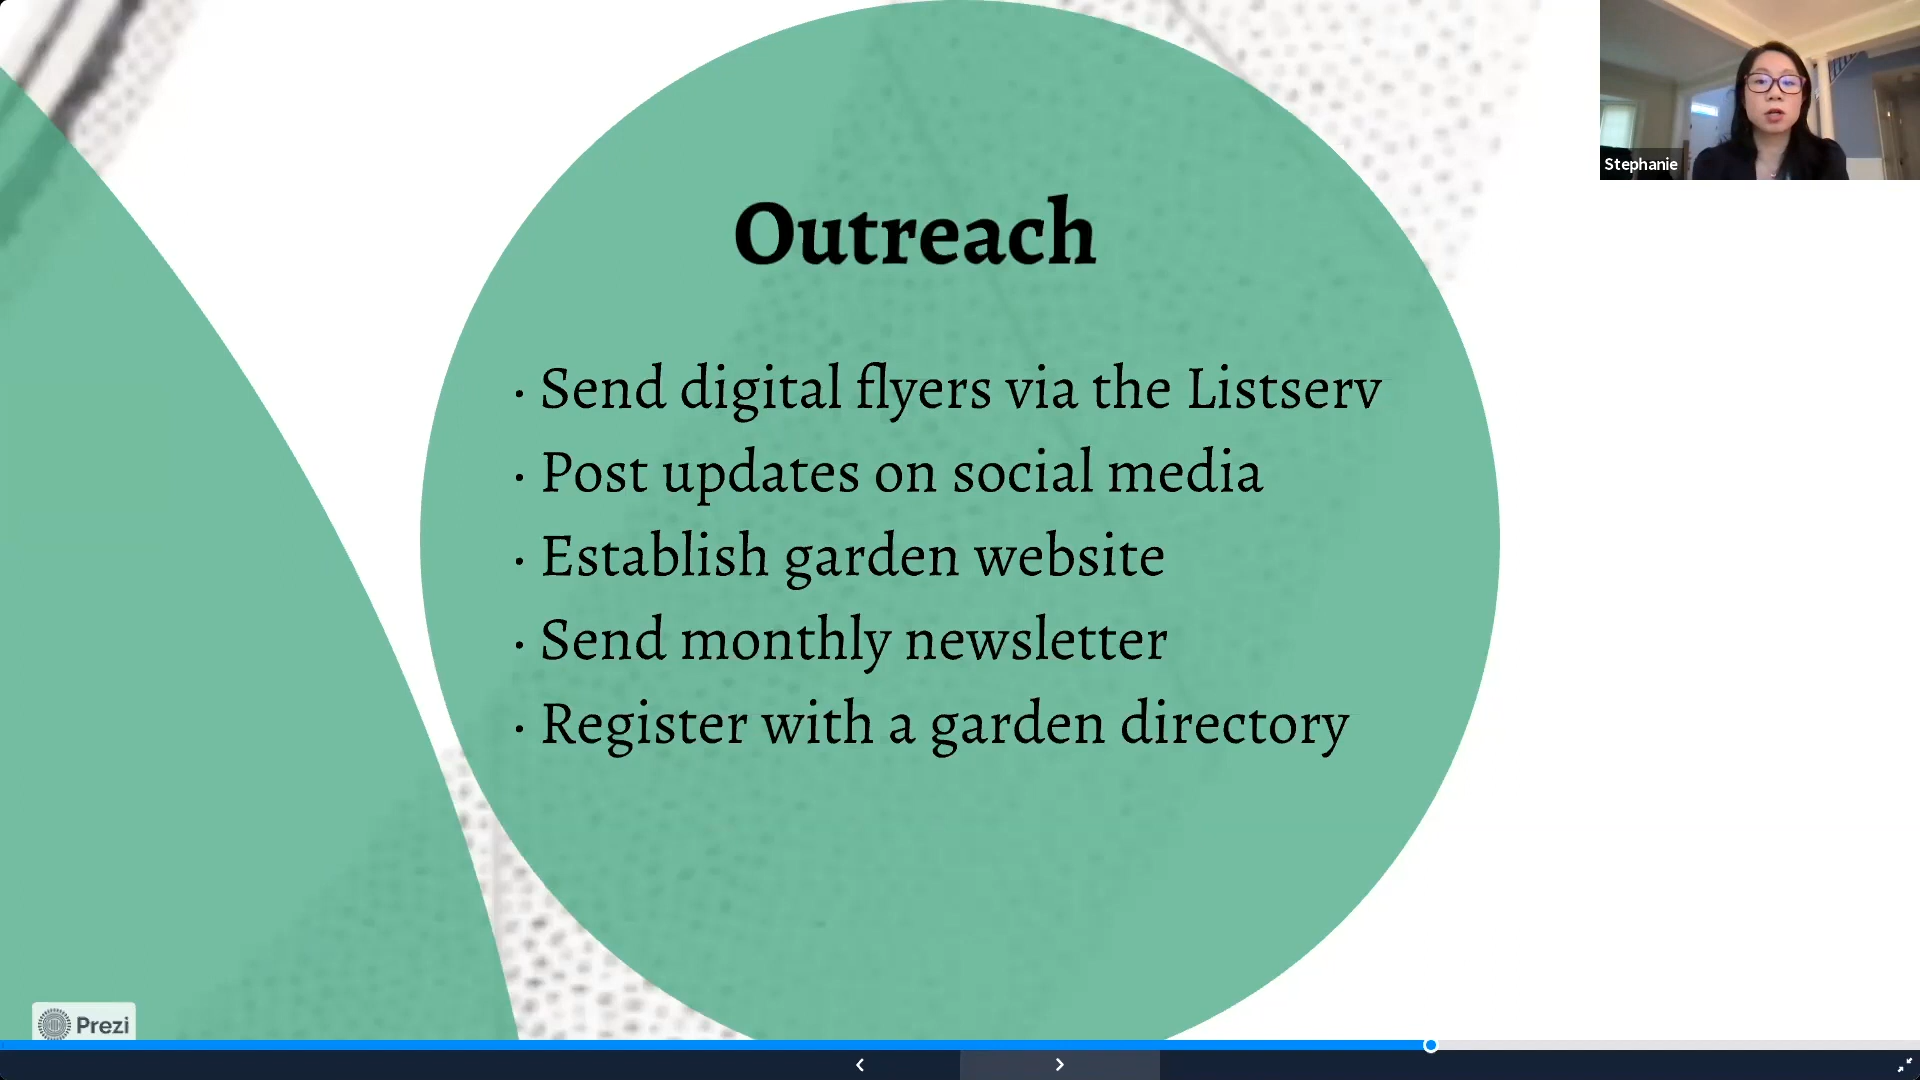 Stephanie
Outreach
· Send digital flyers via the Listserv
· Post updates on social media
· Establish garden website
· Send monthly newsletter
· Register with a garden directory
Prezi